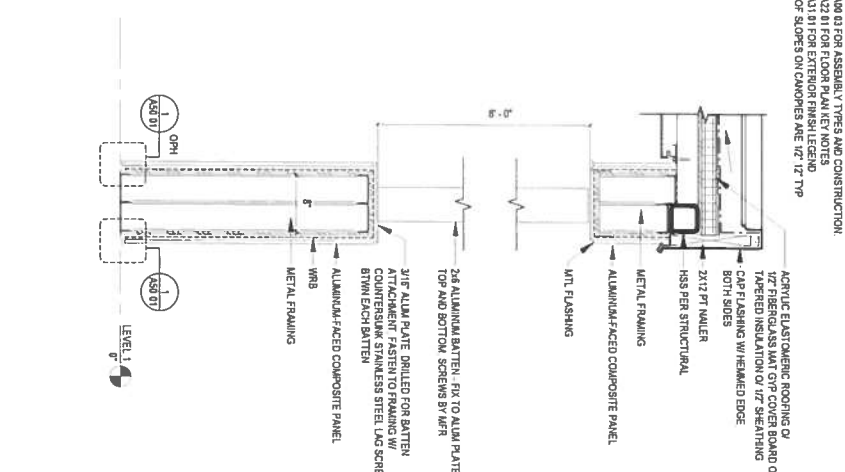 A00 03 FOR ASSEMBLY TYPES AND CONSTRUCTION.
A22 01 FOR FLOOR PLAN KEY NOTES
A31 01 FOR EXTERIOR FINISH LEGEND
OF SLOPES ON CANOPIES ARE 1/2" 12" TYP
ACRYLIC ELASTOMERIC ROOFING O/
1/2" FIBERGLASS MAT GYP COVER BOARD O
TAPERED INSULATION O/ 1/2" SHEATHING
CAP FLASHING W/ HEMMED EDGE
BOTH SIDES
2X12 PT NAILER
HSS PER STRUCTURAL
METAL FRAMING
ALUMINUM-FACED COMPOSITE PANEL
MTL FLASHING
6' - 0"
2x6 ALUMINUM BATTEN - FIX TO ALUM PLATE
TOP AND BOTTOM SCREWS BY MFR
3/16" ALUM PLATE DRILLED FOR BATTEN
ATTACHMENT FASTEN TO FRAMING W/
COUNTERSUNK STAINLESS STEEL LAG SCRE
BTWN EACH BATTEN
ALUMINUM-FACED COMPOSITE PANEL
WRB
METAL FRAMING
8"
1
A50 01
OPH
1
A50 01
LEVEL 1
0"